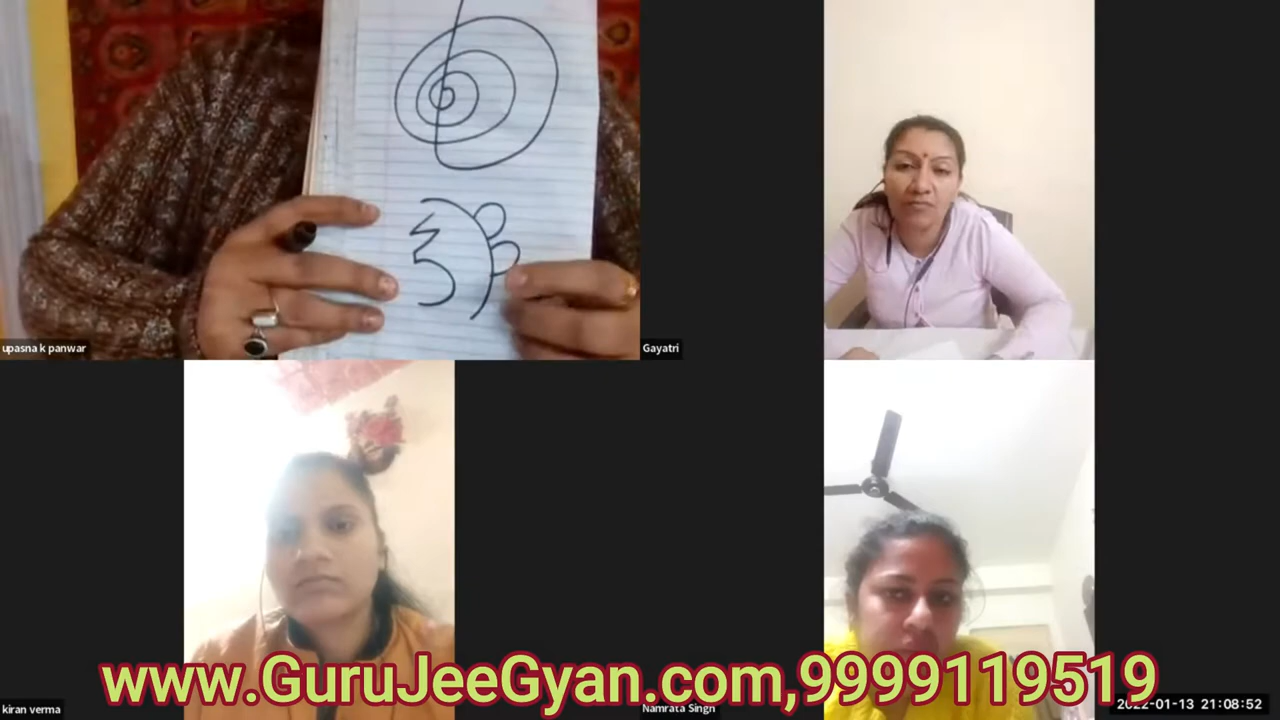 upasna k panwar
Gayatri
www.GuruJeeGyan.com,9999119519
kiran verma
Namrata Singh
2022-01-13 21:08:52